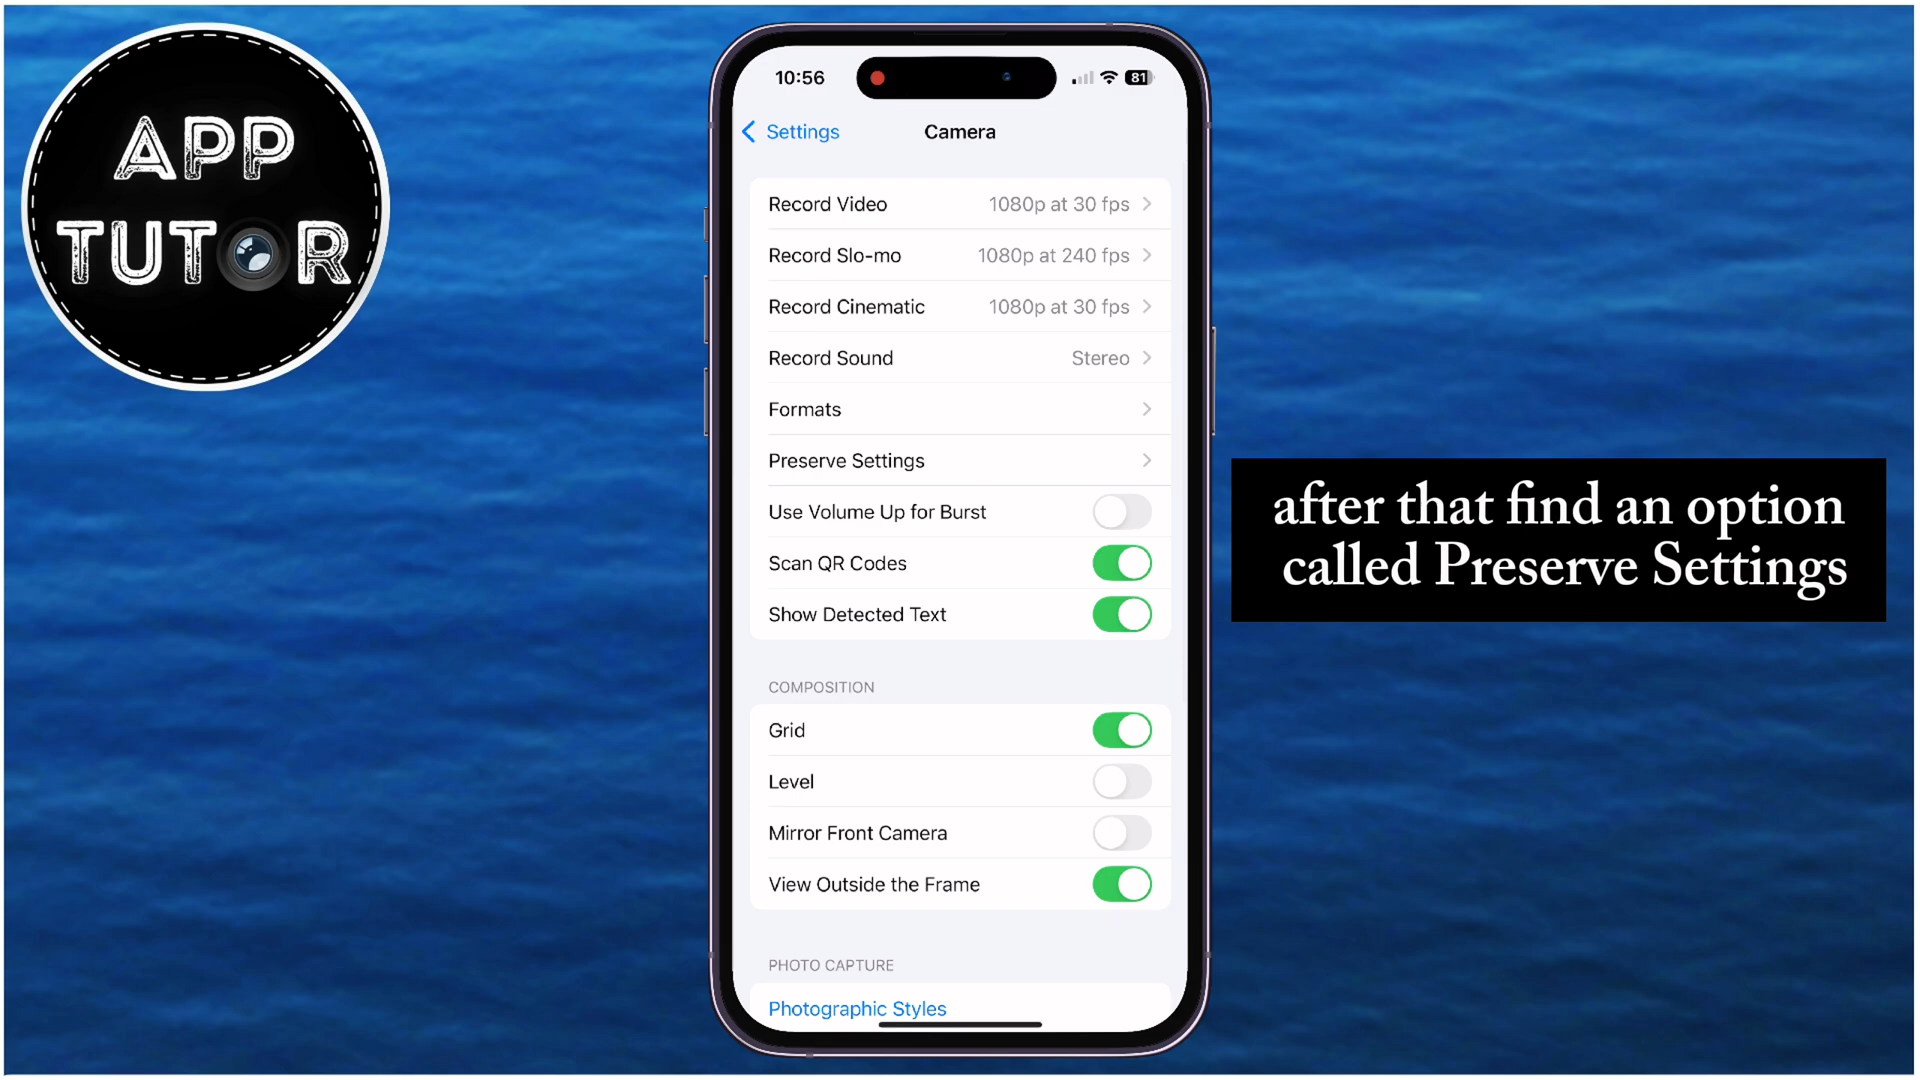 APP
TUTOR
10:56
81
Settings
Camera
Record Video 1080p at 30 fps
Record Slo-mo 1080p at 240 fps
Record Cinematic 1080p at 30 fps
Record Sound Stereo
Formats
Preserve Settings
Use Volume Up for Burst
Scan QR Codes
Show Detected Text
COMPOSITION
Grid
Level
Mirror Front Camera
View Outside the Frame
PHOTO CAPTURE
Photographic Styles
after that find an option
called Preserve Settings